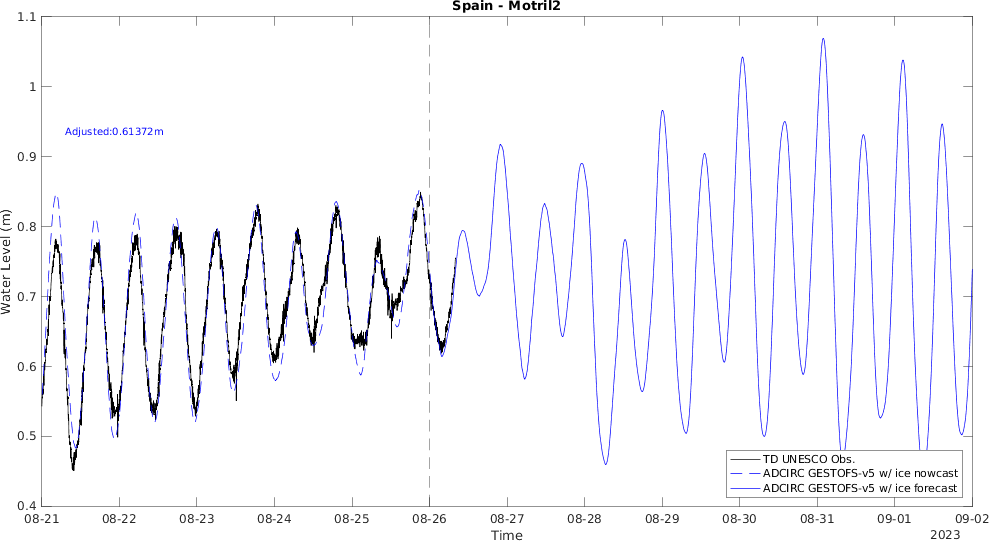 Spain - Motril2
1.1
1
0.9
0.8
0.7
0.6
0.5
0.4
Water Level (m)
Adjusted:0.61372m
TD UNESCO Obs.
ADCIRC GESTOFS-v5 w/ ice nowcast
ADCIRC GESTOFS-v5 w/ ice forecast
08-21 08-22 08-23 08-24 08-25 08-26 08-27 08-28 08-29 08-30 08-31 09-01 09-02
Time
2023